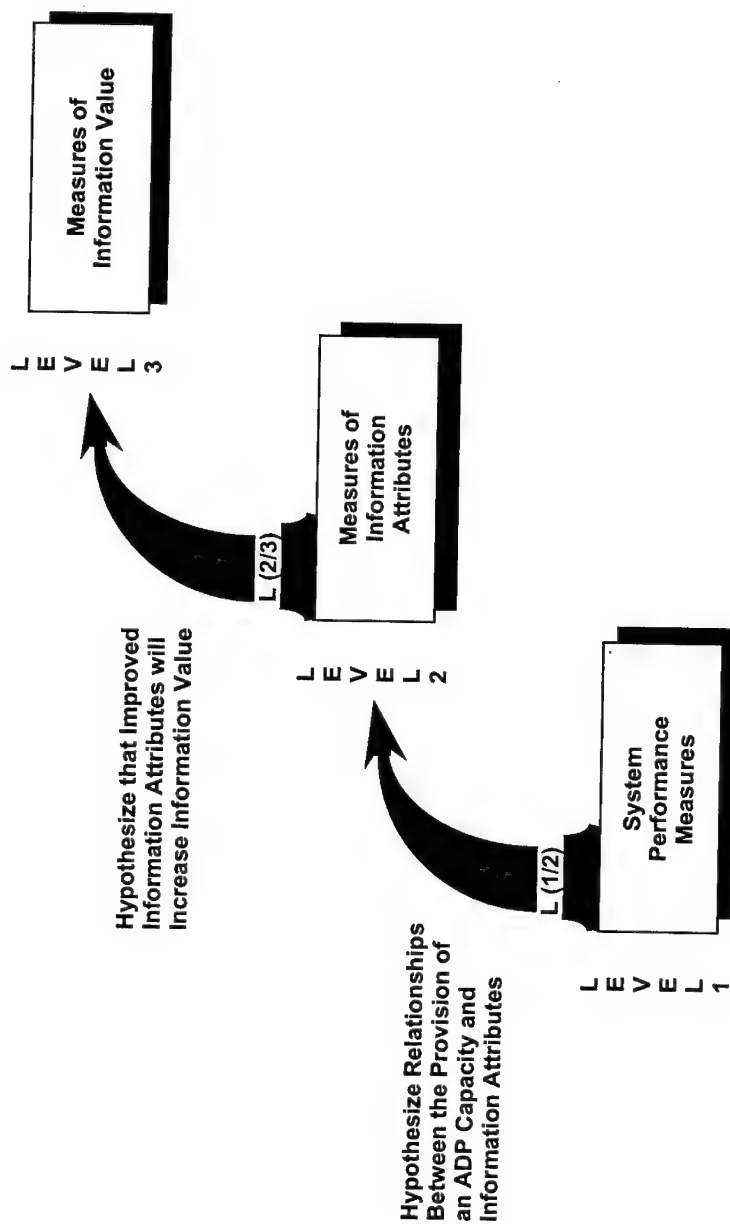 L
E
V
E
L
3
Measures of
Information Value
Hypothesize that Improved
Information Attributes will
Increase Information Value
L (2/3)
L
E
V
E
L
2
Measures of
Information
Attributes
Hypothesize Relationships
Between the Provision of
an ADP Capacity and
Information Attributes
L (1/2)
L
E
V
E
L
1
System
Performance
Measures